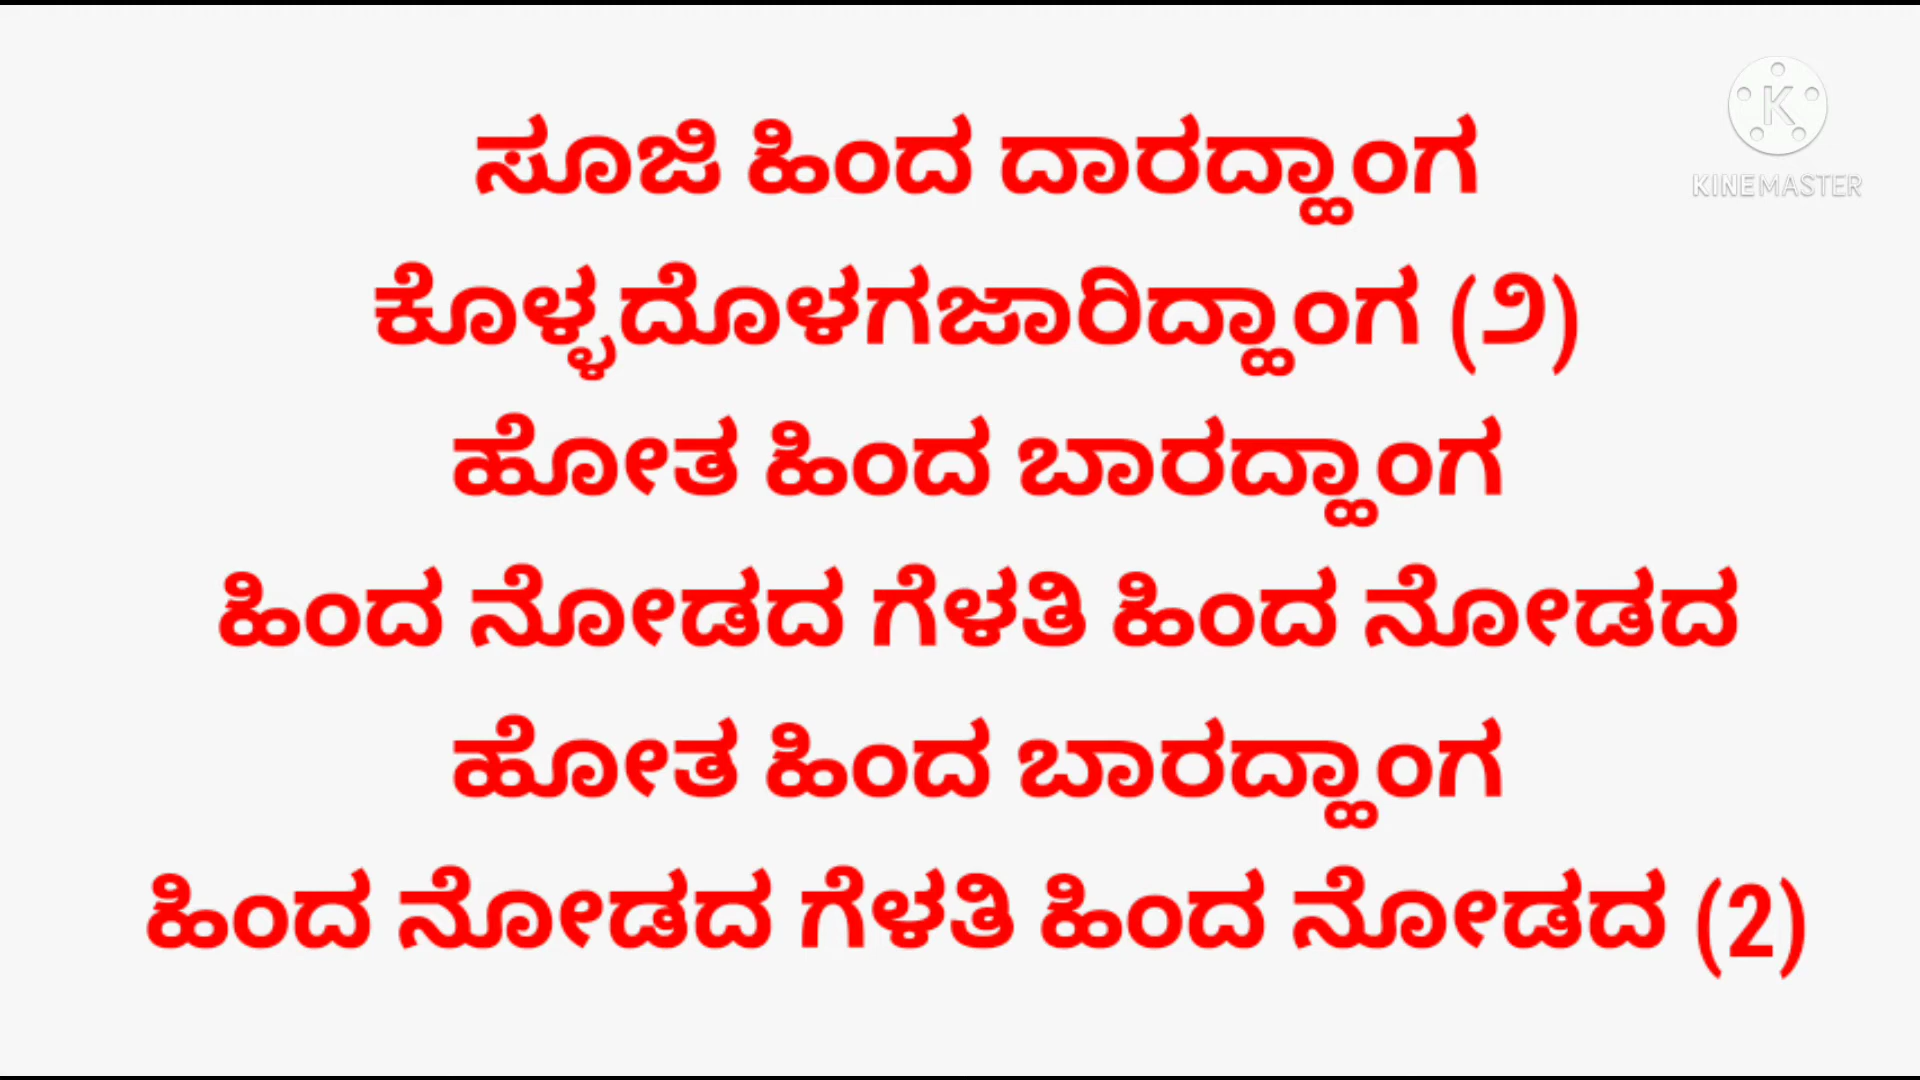 ಸೂಜಿ ಹಿಂದ ದಾರದ್ಹಾಂಗ
ಕೊಳ್ಳದೊಳಗಜಾರಿದ್ಹಾಂಗ (೨)
ಹೋತ ಹಿಂದ ಬಾರದ್ಹಾಂಗ
ಹಿಂದ ನೋಡದ ಗೆಳತಿ ಹಿಂದ ನೋಡದ
ಹೋತ ಹಿಂದ ಬಾರದ್ಹಾಂಗ
ಹಿಂದ ನೋಡದ ಗೆಳತಿ ಹಿಂದ ನೋಡದ (2)
K
KINEMASTER